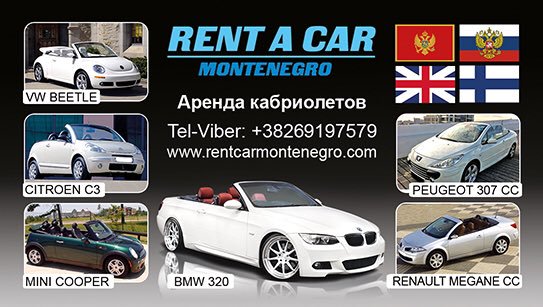 RENT A CAR
MONTENEGRO
Аренда кабриолетов
Tel-Viber: +38269197579
www.rentcarmontenegro.com
VW BEETLE
CITROEN C3
MINI COOPER
BMW 320
PEUGEOT 307 CC
RENAULT MEGANE CC